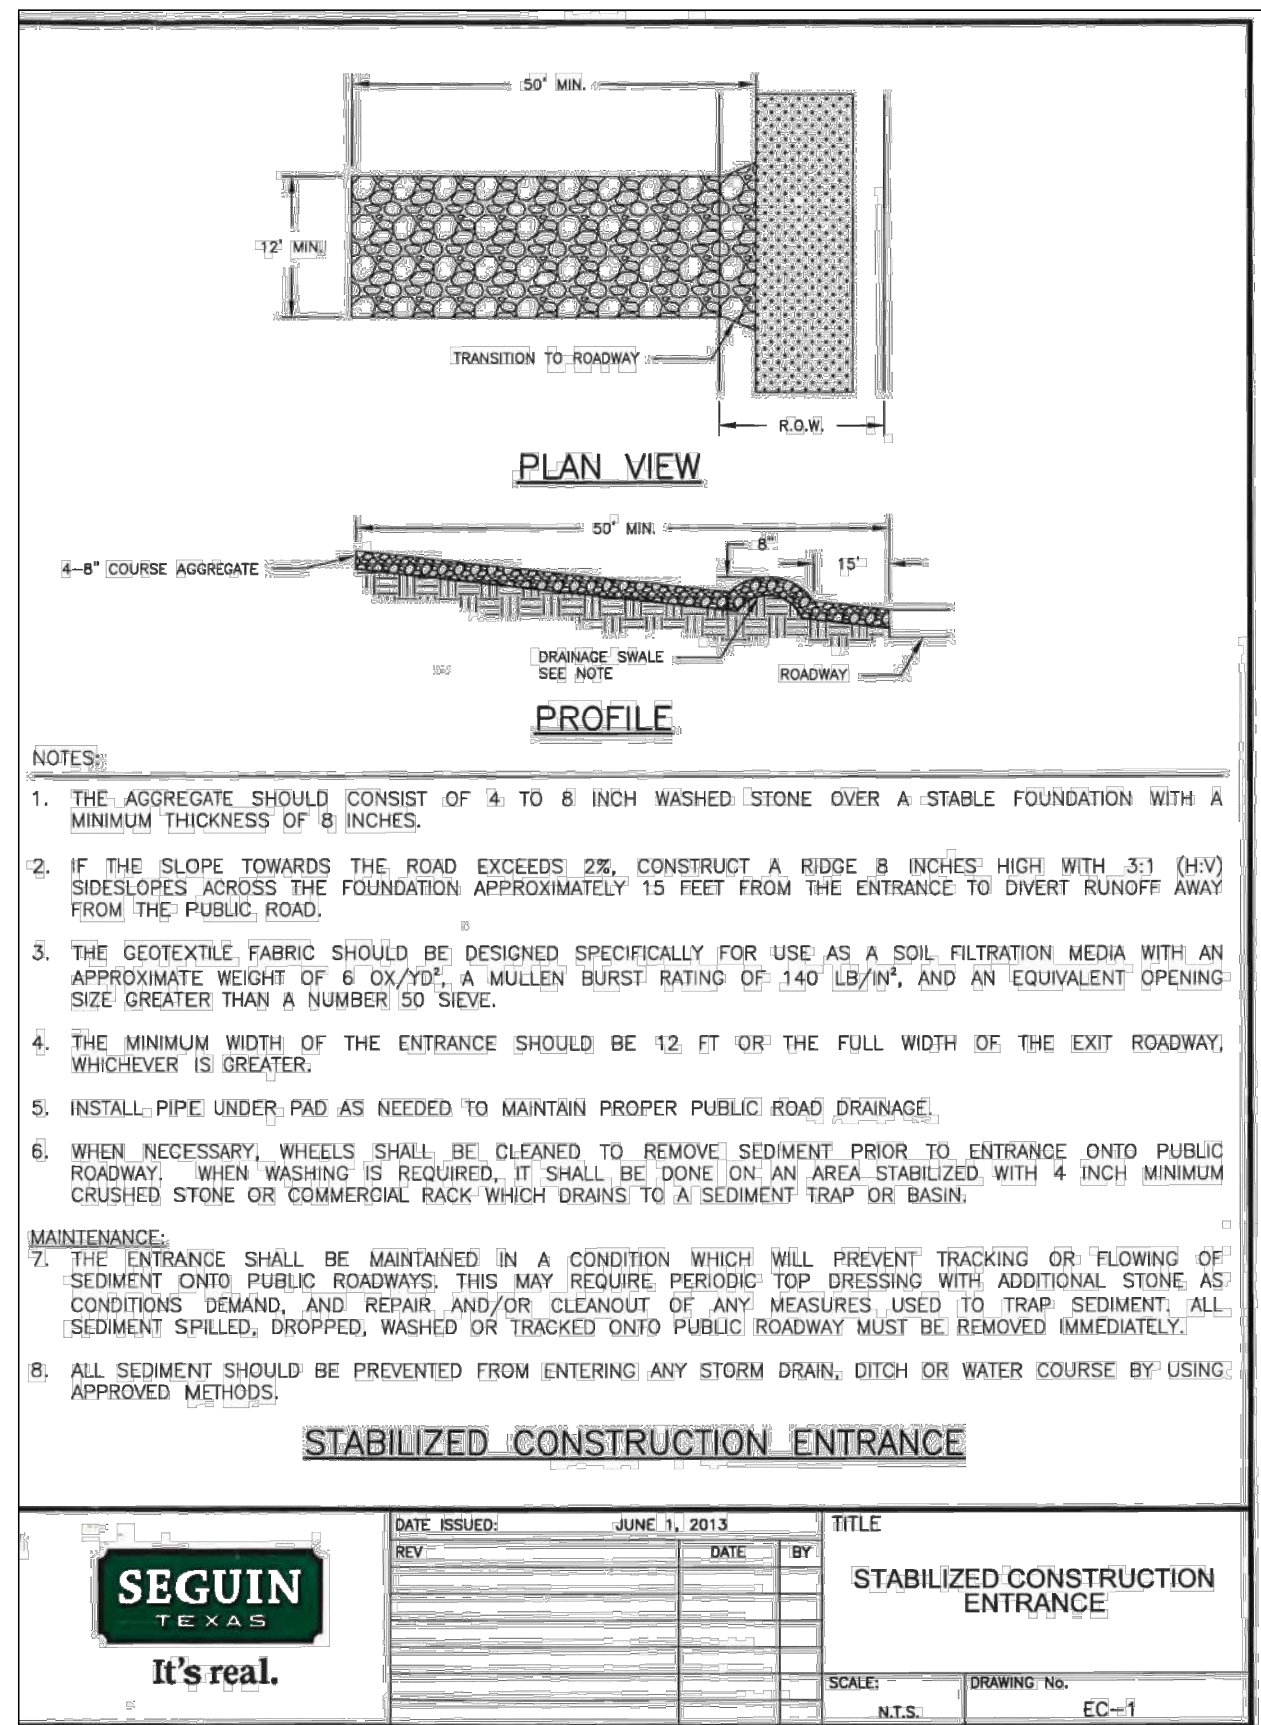 50' MIN.
12' MIN.
TRANSITION TO ROADWAY
R.O.W.
PLAN VIEW
50' MIN.
8"
4-8" COURSE AGGREGATE
15'
DRAINAGE SWALE
SEE NOTE
ROADWAY
PROFILE
NOTES:
1. THE AGGREGATE SHOULD CONSIST OF 4 TO 8 INCH WASHED STONE OVER A STABLE FOUNDATION WITH A
MINIMUM THICKNESS OF 8 INCHES.
2. IF THE SLOPE TOWARDS THE ROAD EXCEEDS 2%, CONSTRUCT A RIDGE 8 INCHES HIGH WITH 3:1 (H:V)
SIDESLOPES ACROSS THE FOUNDATION APPROXIMATELY 15 FEET FROM THE ENTRANCE TO DIVERT RUNOFF AWAY
FROM THE PUBLIC ROAD.
3. THE GEOTEXTILE FABRIC SHOULD BE DESIGNED SPECIFICALLY FOR USE AS A SOIL FILTRATION MEDIA WITH AN
APPROXIMATE WEIGHT OF 6 OX/YD², A MULLEN BURST RATING OF 140 LB/IN², AND AN EQUIVALENT OPENING
SIZE GREATER THAN A NUMBER 50 SIEVE.
4. THE MINIMUM WIDTH OF THE ENTRANCE SHOULD BE 12 FT OR THE FULL WIDTH OF THE EXIT ROADWAY,
WHICHEVER IS GREATER.
5. INSTALL PIPE UNDER PAD AS NEEDED TO MAINTAIN PROPER PUBLIC ROAD DRAINAGE.
6. WHEN NECESSARY, WHEELS SHALL BE CLEANED TO REMOVE SEDIMENT PRIOR TO ENTRANCE ONTO PUBLIC
ROADWAY. WHEN WASHING IS REQUIRED, IT SHALL BE DONE ON AN AREA STABILIZED WITH 4 INCH MINIMUM
CRUSHED STONE OR COMMERCIAL RACK WHICH DRAINS TO A SEDIMENT TRAP OR BASIN.
MAINTENANCE:
7. THE ENTRANCE SHALL BE MAINTAINED IN A CONDITION WHICH WILL PREVENT TRACKING OR FLOWING OF
SEDIMENT ONTO PUBLIC ROADWAYS. THIS MAY REQUIRE PERIODIC TOP DRESSING WITH ADDITIONAL STONE AS
CONDITIONS DEMAND, AND REPAIR AND/OR CLEANOUT OF ANY MEASURES USED TO TRAP SEDIMENT. ALL
SEDIMENT SPILLED, DROPPED, WASHED OR TRACKED ONTO PUBLIC ROADWAY MUST BE REMOVED IMMEDIATELY.
8. ALL SEDIMENT SHOULD BE PREVENTED FROM ENTERING ANY STORM DRAIN, DITCH OR WATER COURSE BY USING
APPROVED METHODS.
STABILIZED CONSTRUCTION ENTRANCE
SEGUIN
TEXAS
It's real.
DATE ISSUED: JUNE 1, 2013
REV DATE BY
TITLE
STABILIZED CONSTRUCTION
ENTRANCE
SCALE:
N.T.S.
DRAWING No.
EC-1